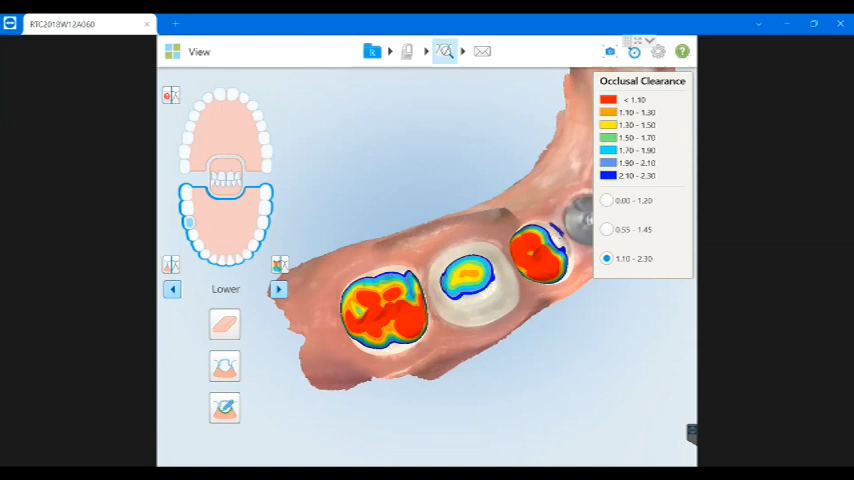 RTC2018W12A060
View
R
?
Occlusal Clearance
< 1.10
1.10 - 1.30
1.30 - 1.50
1.50 - 1.70
1.70 - 1.90
1.90 - 2.10
2.10 - 2.30
0.00 - 1.20
0.55 - 1.45
1.10 - 2.30
Lower